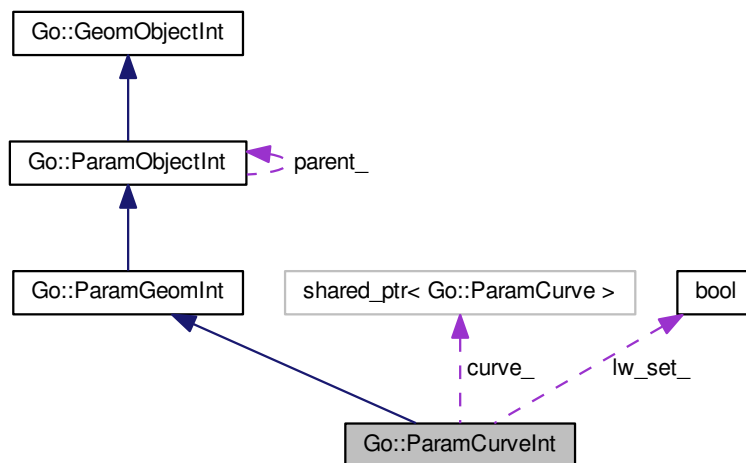 Go::GeomObjectInt
Go::ParamObjectInt
parent_
Go::ParamGeomInt
shared_ptr< Go::ParamCurve >
bool
curve_
lw_set_
Go::ParamCurveInt